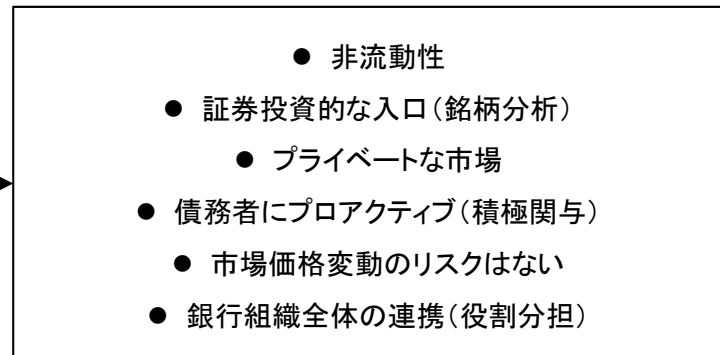 ● 非流動性
● 証券投資的な入口（銘柄分析）
● プライベートな市場
● 債務者にプロアクティブ（積極関与）
● 市場価格変動のリスクはない
● 銀行組織全体の連携（役割分担）